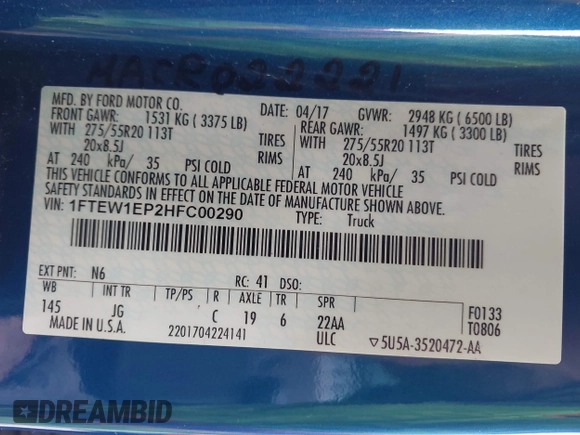 MACR022221
MFD. BY FORD MOTOR CO.
DATE: 04/17 GVWR: 2948 KG ( 6500 LB)
FRONT GAWR: 1531 KG ( 3375 LB) REAR GAWR: 1497 KG ( 3300 LB)
WITH 275/55R20 113T TIRES WITH 275/55R20 113T TIRES
20x8.5J RIMS 20x8.5J RIMS
AT 240 kPa/ 35 PSI COLD AT 240 kPa/ 35 PSI COLD
THIS VEHICLE CONFORMS TO ALL APPLICABLE FEDERAL MOTOR VEHICLE
SAFETY STANDARDS IN EFFECT ON THE DATE OF MANUFACTURE SHOWN ABOVE.
VIN: 1FTEW1EP2HFC00290 TYPE: Truck
EXT PNT: N6 RC: 41 DSO:
WB INT TR TP/PS R AXLE TR SPR F0133
145 JG C 19 6 22AA T0806
MADE IN U.S.A. 2201704224141 ULC ▽5U5A-3520472-AA
DREAMBID